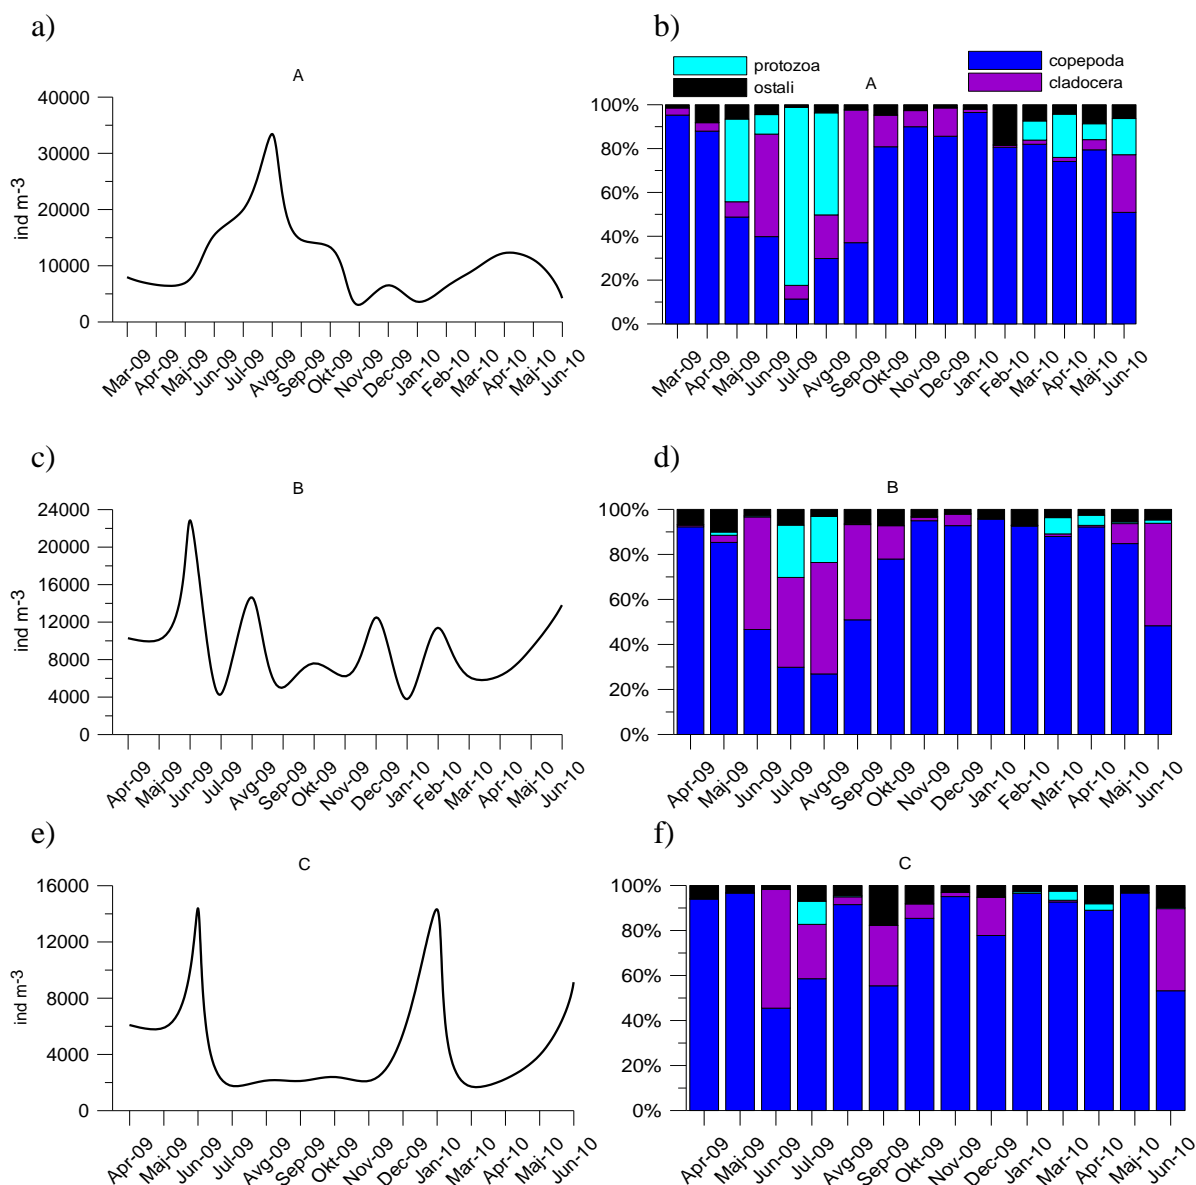 a)
A
40000
30000
20000
10000
0
ind m-3
Mar-09
Apr-09
Maj-09
Jun-09
Jul-09
Avg-09
Sep-09
Okt-09
Nov-09
Dec-09
Jan-10
Feb-10
Mar-10
Apr-10
Maj-10
Jun-10
b)
protozoa
ostali
copepoda
cladocera
A
100%
80%
60%
40%
20%
0%
Mar-09
Apr-09
Maj-09
Jun-09
Jul-09
Avg-09
Sep-09
Okt-09
Nov-09
Dec-09
Jan-10
Feb-10
Mar-10
Apr-10
Maj-10
Jun-10
c)
B
24000
20000
16000
12000
8000
4000
0
ind m-3
Apr-09
Maj-09
Jun-09
Jul-09
Avg-09
Sep-09
Okt-09
Nov-09
Dec-09
Jan-10
Feb-10
Mar-10
Apr-10
Maj-10
Jun-10
d)
B
100%
80%
60%
40%
20%
0%
Apr-09
Maj-09
Jun-09
Jul-09
Avg-09
Sep-09
Okt-09
Nov-09
Dec-09
Jan-10
Feb-10
Mar-10
Apr-10
Maj-10
Jun-10
e)
C
16000
12000
8000
4000
0
ind m-3
Apr-09
Maj-09
Jun-09
Jul-09
Avg-09
Sep-09
Okt-09
Nov-09
Dec-09
Jan-10
Mar-10
Apr-10
Maj-10
Jun-10
f)
C
100%
80%
60%
40%
20%
0%
Apr-09
Maj-09
Jun-09
Jul-09
Avg-09
Sep-09
Okt-09
Nov-09
Dec-09
Jan-10
Mar-10
Apr-10
Maj-10
Jun-10